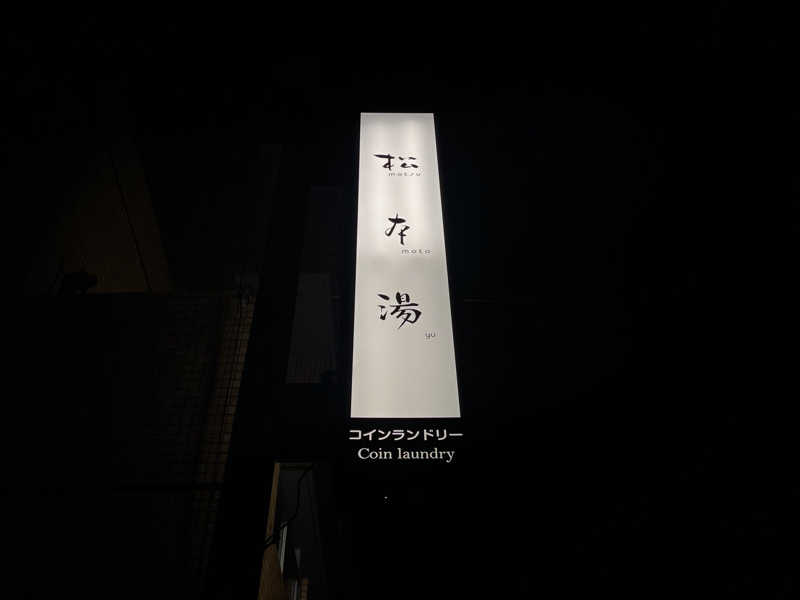 松
matsu
本
moto
湯
yu
コインランドリー
Coin laundry